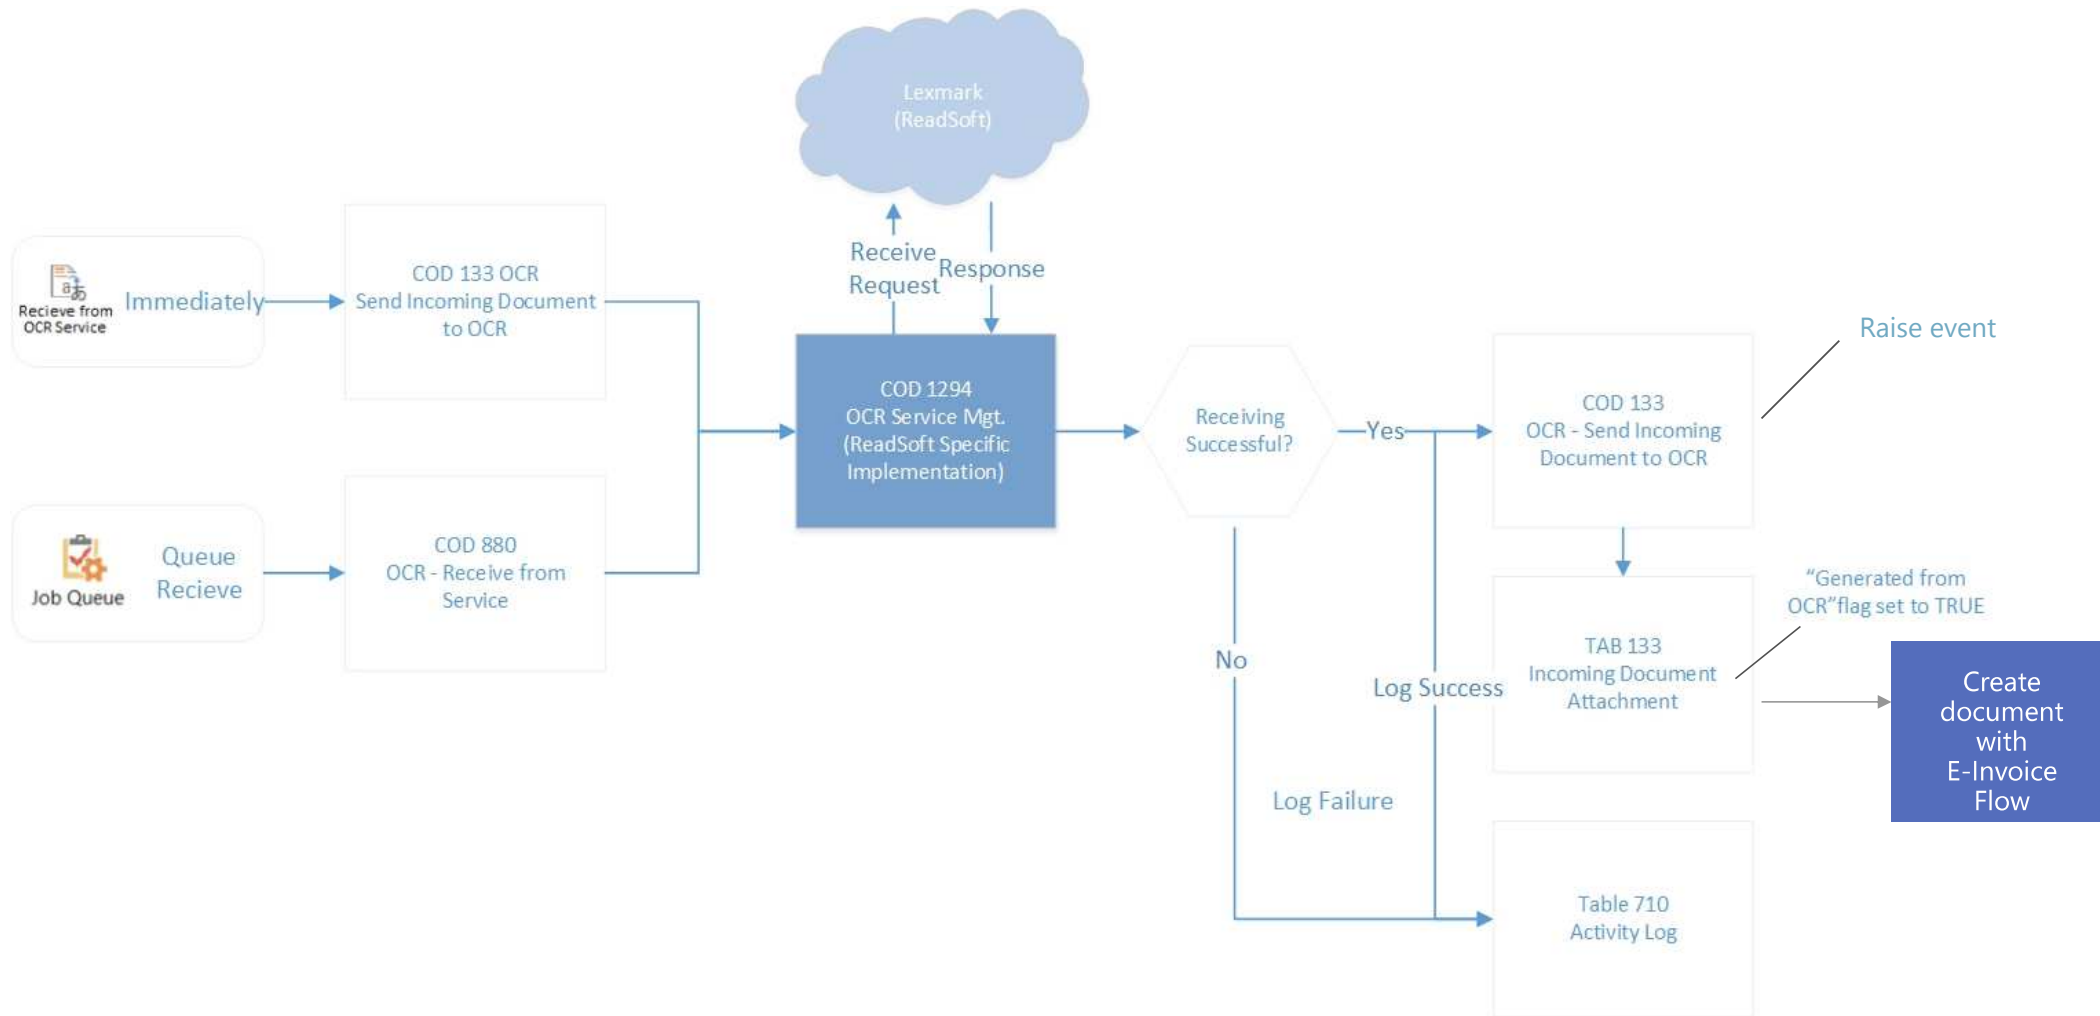 Lexmark
(ReadSoft)
Receive
Request
Response
Recieve from
OCR Service
Immediately
COD 133 OCR
Send Incoming Document
to OCR
Job Queue
Queue
Recieve
COD 880
OCR - Receive from
Service
COD 1294
OCR Service Mgt.
(ReadSoft Specific
Implementation)
Receiving
Successful?
Yes
No
Log Success
Log Failure
COD 133
OCR - Send Incoming
Document to OCR
Raise event
TAB 133
Incoming Document
Attachment
“Generated from
OCR”flag set to TRUE
Create
document
with
E-Invoice
Flow
Table 710
Activity Log